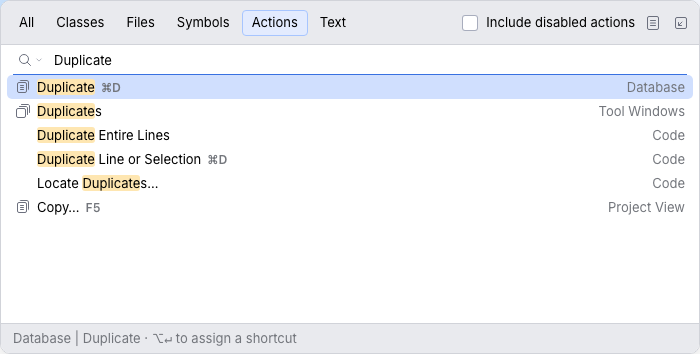 All Classes Files Symbols Actions Text Include disabled actions
Duplicate
Duplicate ⌘D Database
Duplicates Tool Windows
Duplicate Entire Lines Code
Duplicate Line or Selection ⌘D Code
Locate Duplicates... Code
Copy... F5 Project View
Database | Duplicate · ⌥↵ to assign a shortcut